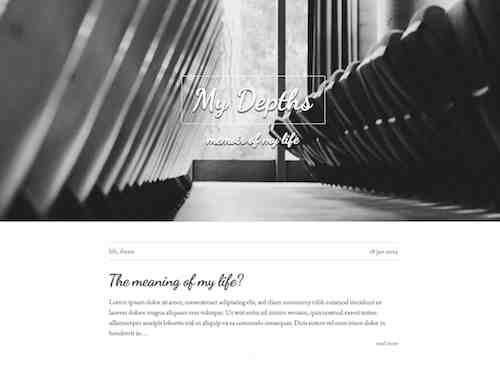 My Depths
memoir of my life
life, theme
18 Jan 2014
The meaning of my life?
Lorem ipsum dolor sit amet, consectetuer adipiscing elit, sed diam nonummy nibh euismod tincidunt ut
laoreet dolore magna aliquam erat volutpat. Ut wisi enim ad minim veniam, quis nostrud exerci tation
ullamcorper suscipit lobortis nisl ut aliquip ex ea commodo consequat. Duis autem vel eum iriure dolor in
hendrerit in ...
read more